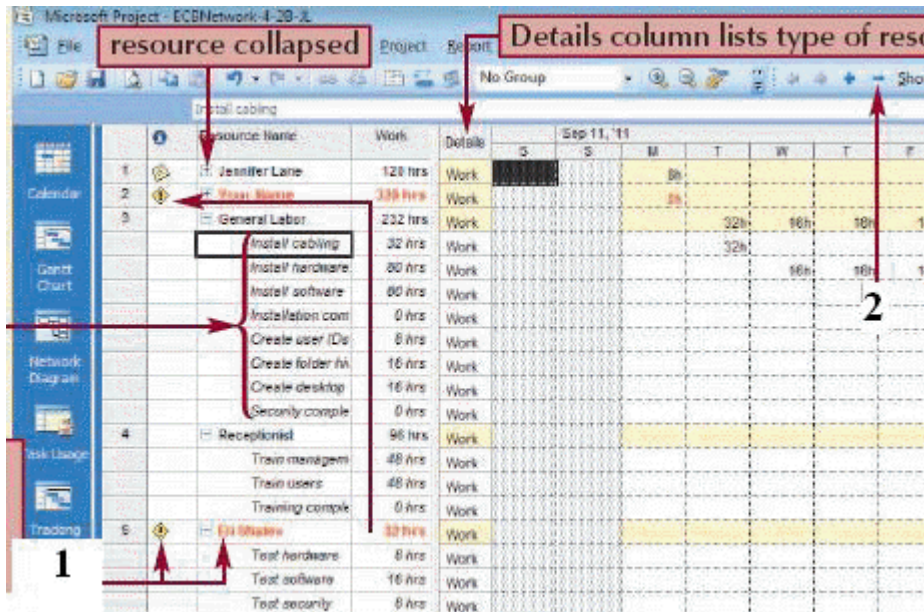 Microsoft Project - ECBNetwork-4-2B-JL
File
Project
Report
resource collapsed
Details column lists type of reso
No Group
Sho
Install cabling
Resource Name Work Details Sep 11, '11
S S M T W T F
1 Jennifer Lane 120 hrs Work 8h
2 Your Name Work
3 General Labor 232 hrs Work 32h 16h 16h 1
Install cabling 32 hrs Work 32h
Install hardware 80 hrs Work 16h 16h 1
Install software 80 hrs Work
Installation com 0 hrs Work
Create user IDs 8 hrs Work
Create folder hi 16 hrs Work
Create desktop 16 hrs Work
Security comple 0 hrs Work
4 Receptionist 96 hrs Work
Train managem 48 hrs Work
Train users 48 hrs Work
Training comple 0 hrs Work
5 32 hrs Work
Test hardware 8 hrs Work
Test software 16 hrs Work
Test security 8 hrs Work
Calendar
Gantt
Chart
Network
Diagram
Task Usage
Tracking
1
2